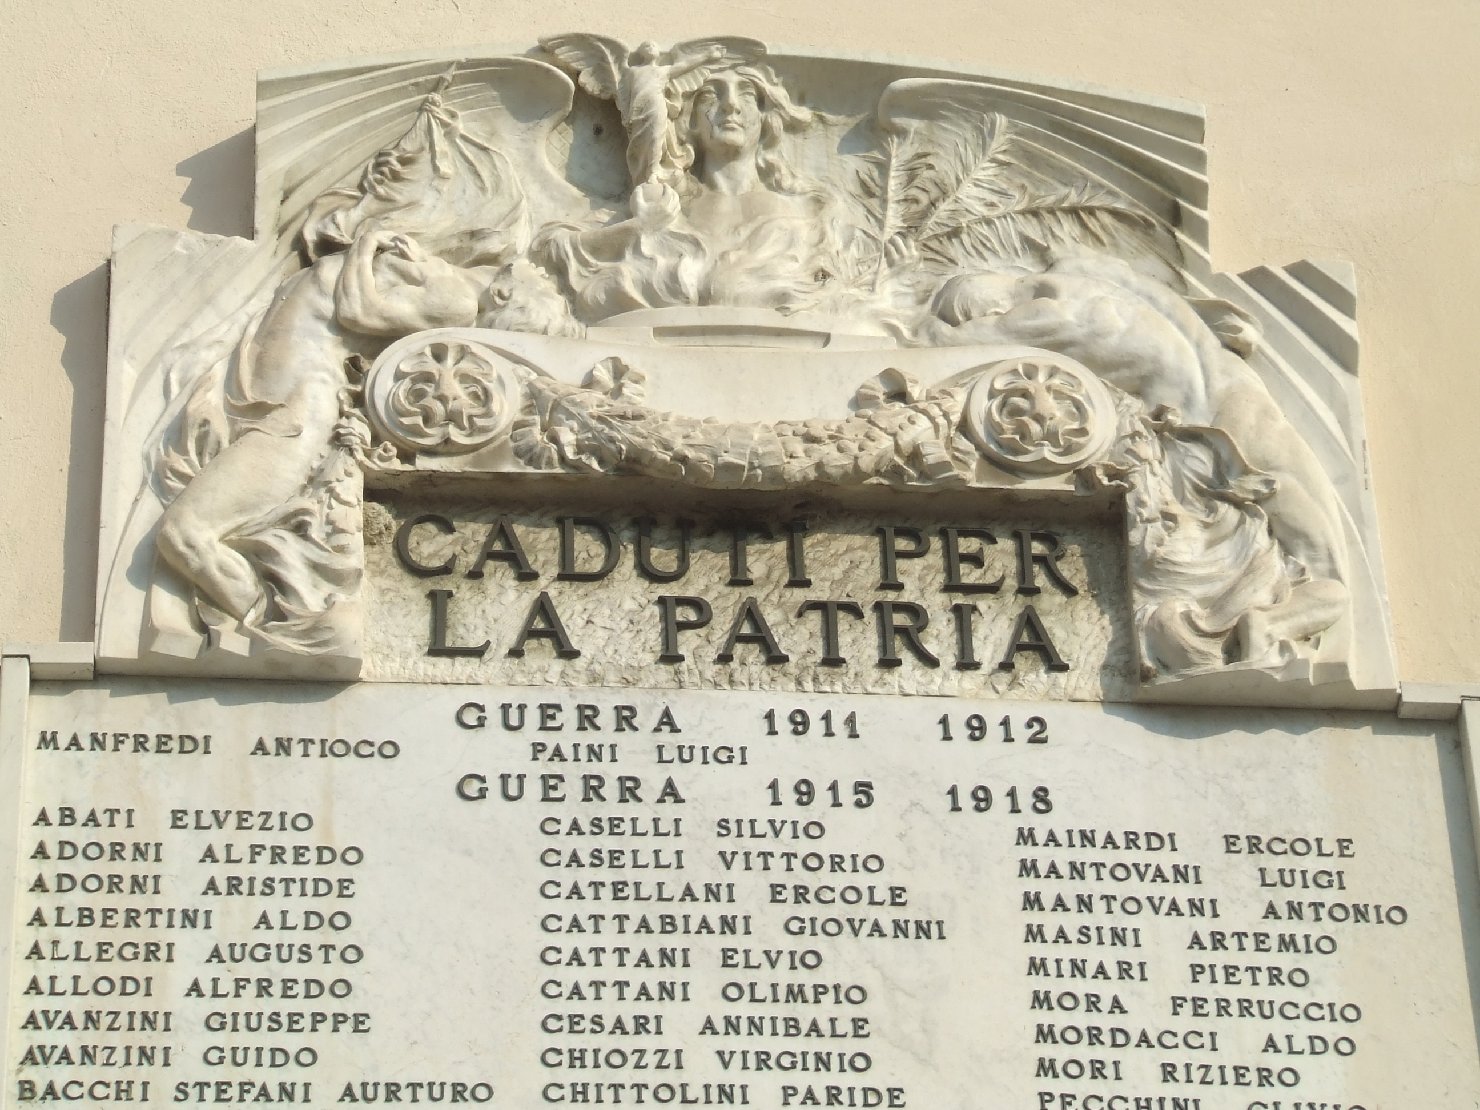 CADUTI PER
LA PATRIA
GUERRA 1911 1912
MANFREDI ANTIOCO
PAINI LUIGI
GUERRA 1915 1918
ABATI ELVEZIO
ADORNI ALFREDO
ADORNI ARISTIDE
ALBERTINI ALDO
ALLEGRI AUGUSTO
ALLODI ALFREDO
AVANZINI GIUSEPPE
AVANZINI GUIDO
BACCHI STEFANI AURTURO
CASELLI SILVIO
CASELLI VITTORIO
CATELLANI ERCOLE
CATTABIANI GIOVANNI
CATTANI ELVIO
CATTANI OLIMPIO
CESARI ANNIBALE
CHIOZZI VIRGINIO
CHITTOLINI PARIDE
MAINARDI ERCOLE
MANTOVANI LUIGI
MANTOVANI ANTONIO
MASINI ARTEMIO
MINARI PIETRO
MORA FERRUCCIO
MORDACCI ALDO
MORI RIZIERO
PECCHINI